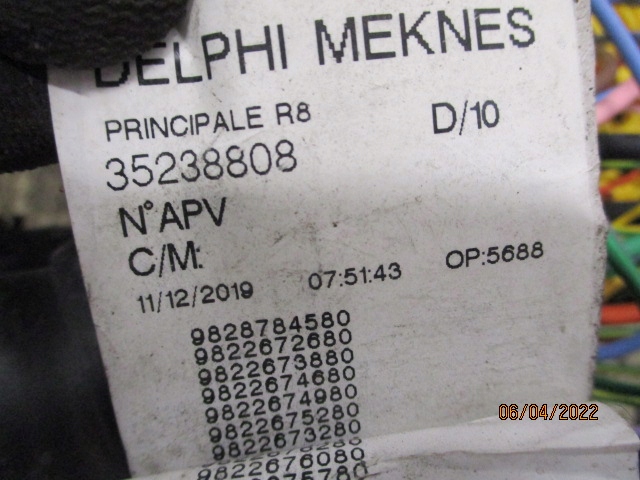 DELPHI MEKNES
PRINCIPALE R8 D/10
35238808
N°APV
C/M:
11/12/2019 07:51:43 OP:5688
9828784580
9822672680
9822673880
9822674680
9822674980
9822675280
9822673280
9822676080
06/04/2022